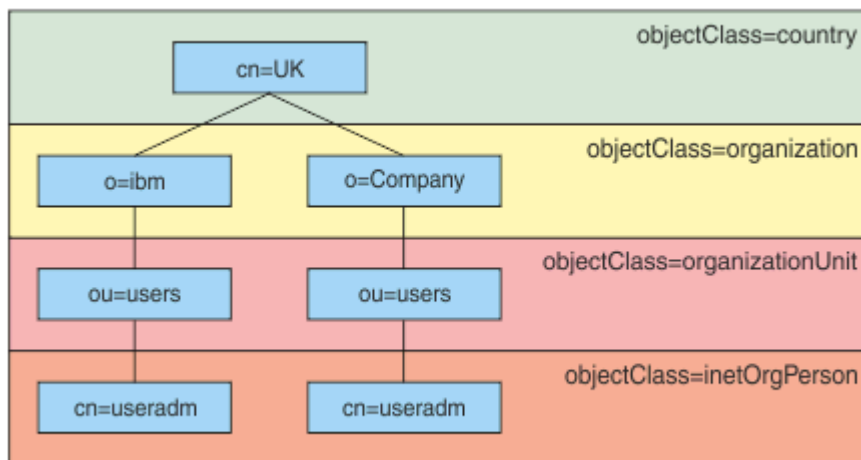 objectClass=country
cn=UK
objectClass=organization
o=ibm
o=Company
objectClass=organizationUnit
ou=users
ou=users
objectClass=inetOrgPerson
cn=useradm
cn=useradm